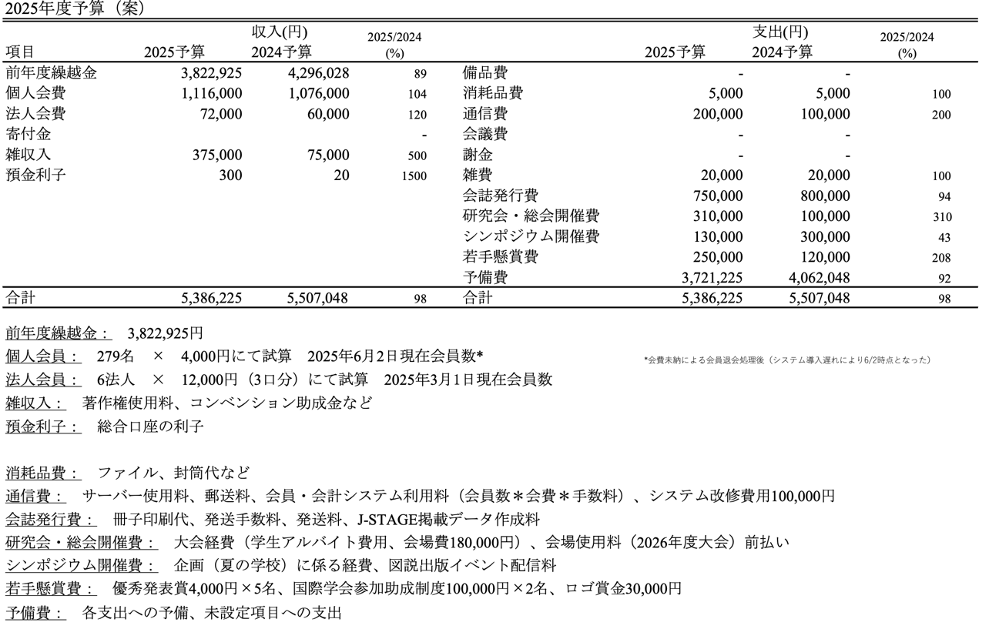 2025年度予算（案）
収入(円) 2025/2024 支出(円) 2025/2024
項目 2025予算 2024予算 (%) 2025予算 2024予算 (%)
前年度繰越金 3,822,925 4,296,028 89 備品費 - -
個人会費 1,116,000 1,076,000 104 消耗品費 5,000 5,000 100
法人会費 72,000 60,000 120 通信費 200,000 100,000 200
寄付金 - 会議費 - -
雑収入 375,000 75,000 500 謝金 - -
預金利子 300 20 1500 雑費 20,000 20,000 100
会誌発行費 750,000 800,000 94
研究会・総会開催費 310,000 100,000 310
シンポジウム開催費 130,000 300,000 43
若手懸賞費 250,000 120,000 208
予備費 3,721,225 4,062,048 92
合計 5,386,225 5,507,048 98 合計 5,386,225 5,507,048 98
前年度繰越金： 3,822,925円
個人会員： 279名 × 4,000円にて試算 2025年6月2日現在会員数* *会費未納による会員退会処理後（システム導入遅れにより6/2時点となった）
法人会員： 6法人 × 12,000円（3口分）にて試算 2025年3月1日現在会員数
雑収入： 著作権使用料、コンベンション助成金など
預金利子： 総合口座の利子
消耗品費： ファイル、封筒代など
通信費： サーバー使用料、郵送料、会員・会計システム利用料（会員数＊会費＊手数料）、システム改修費用100,000円
会誌発行費： 冊子印刷代、発送手数料、発送料、J-STAGE掲載データ作成料
研究会・総会開催費： 大会経費（学生アルバイト費用、会場費180,000円）、会場使用料（2026年度大会）前払い
シンポジウム開催費： 企画（夏の学校）に係る経費、図説出版イベント配信料
若手懸賞費： 優秀発表賞4,000円×5名、国際学会参加助成制度100,000円×2名、ロゴ賞金30,000円
予備費： 各支出への予備、未設定項目への支出